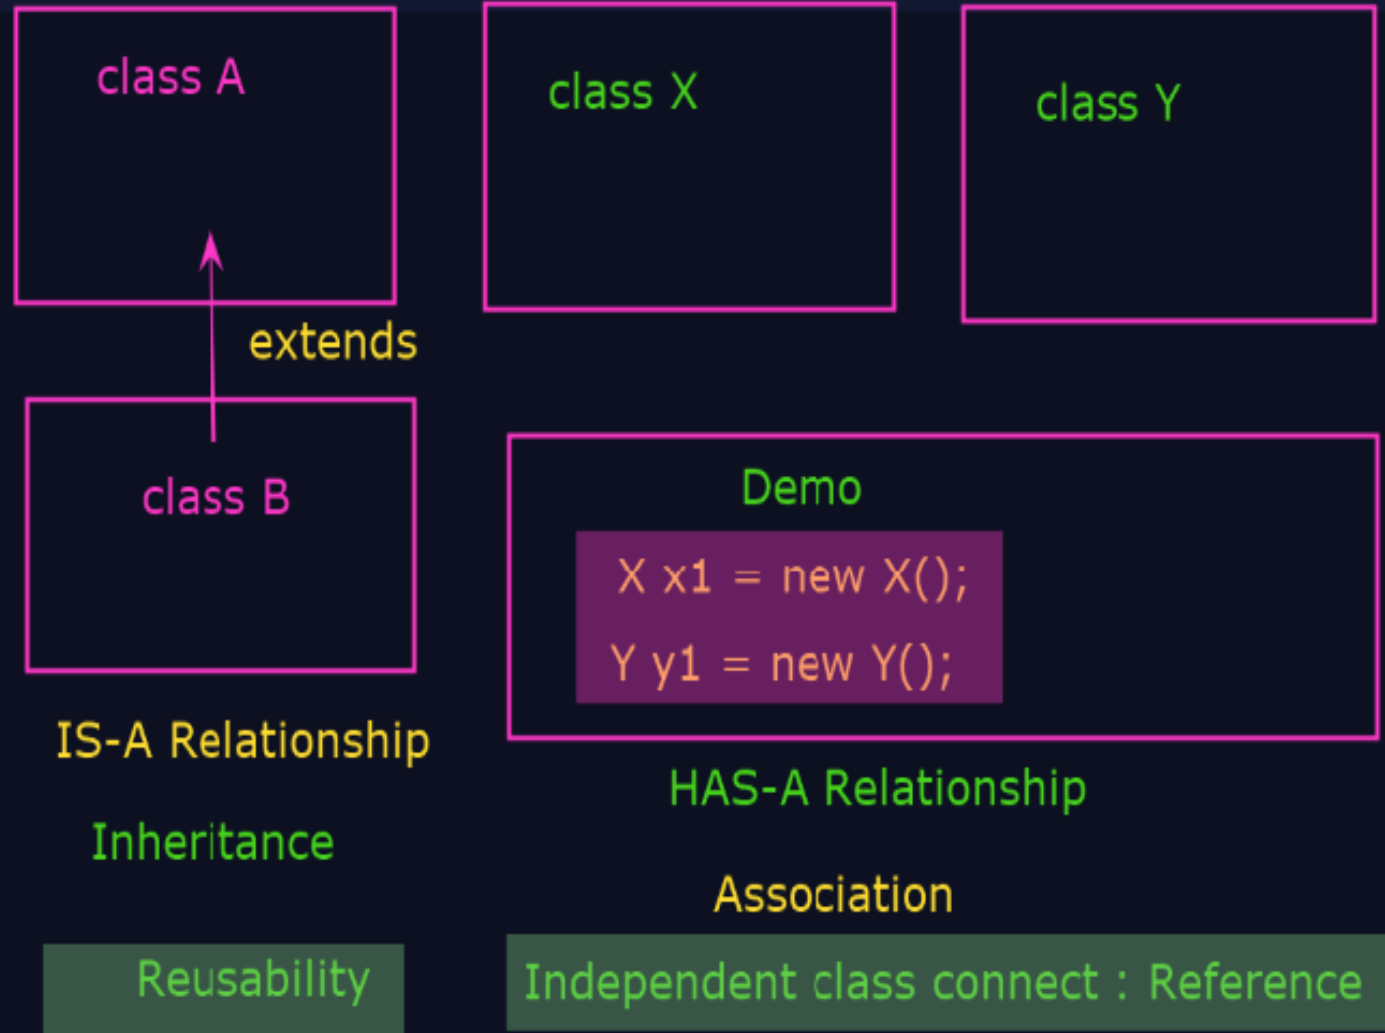 class A
class X
class Y
extends
class B
Demo
X x1 = new X();
Y y1 = new Y();
IS-A Relationship
HAS-A Relationship
Inheritance
Association
Reusability
Independent class connect : Reference